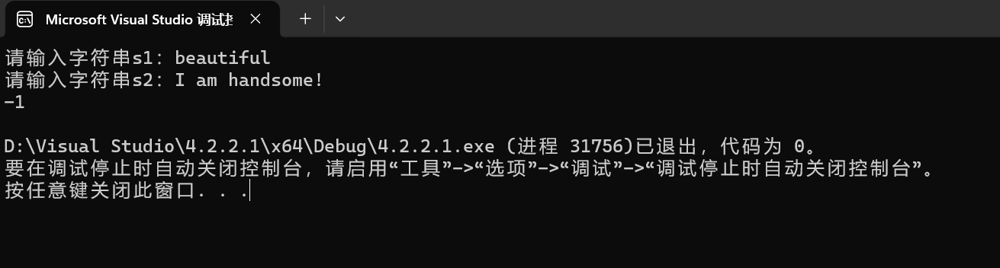 Microsoft Visual Studio 调试
请输入字符串s1: beautiful
请输入字符串s2: I am handsome!
-1
D:\Visual Studio\4.2.2.1\x64\Debug\4.2.2.1.exe (进程 31756)已退出，代码为 0。
要在调试停止时自动关闭控制台，请启用“工具”->“选项”->“调试”->“调试停止时自动关闭控制台”。
按任意键关闭此窗口. . .